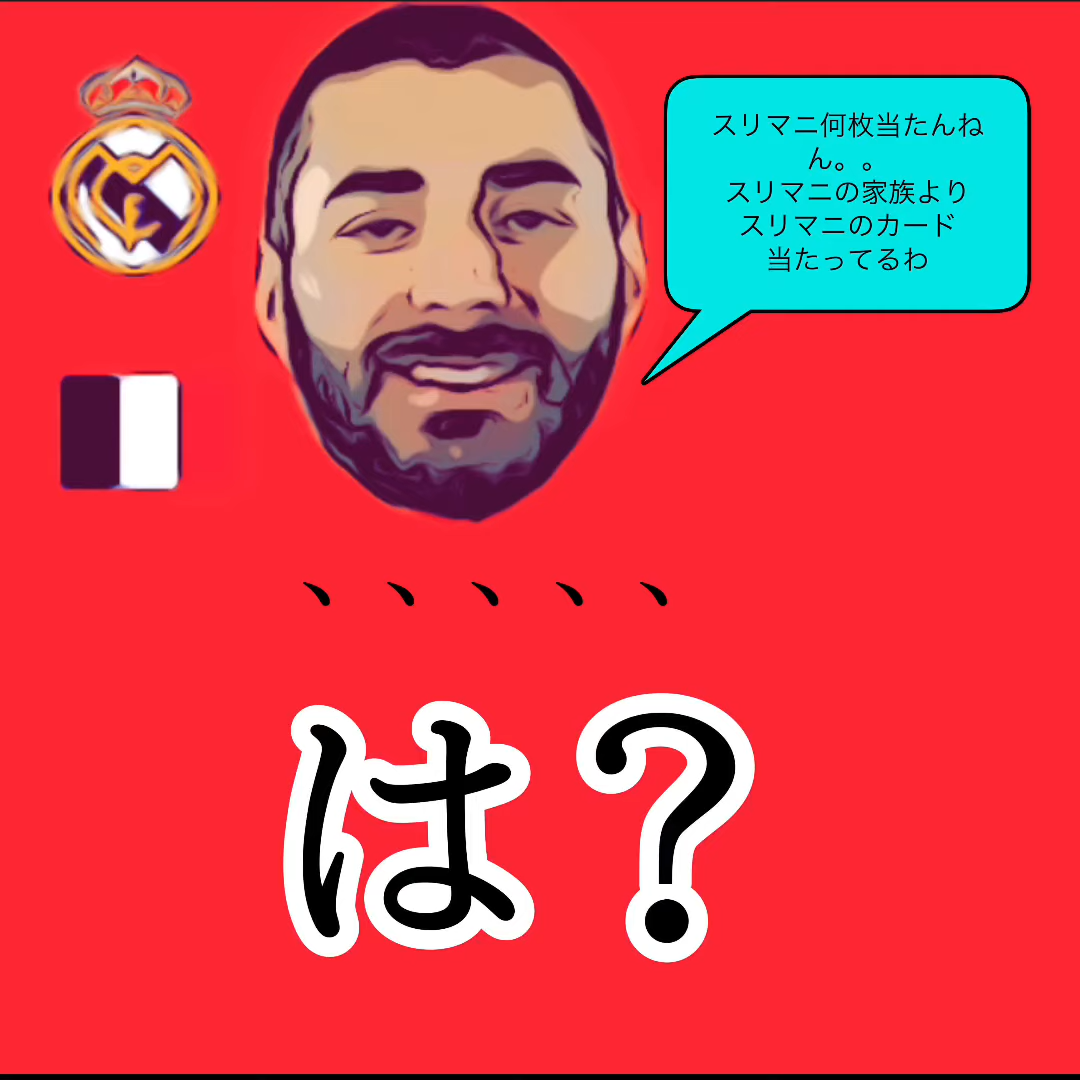 スリマニ何枚当たんね
ん。。
スリマニの家族より
スリマニのカード
当たってるわ
、、、、、
は？